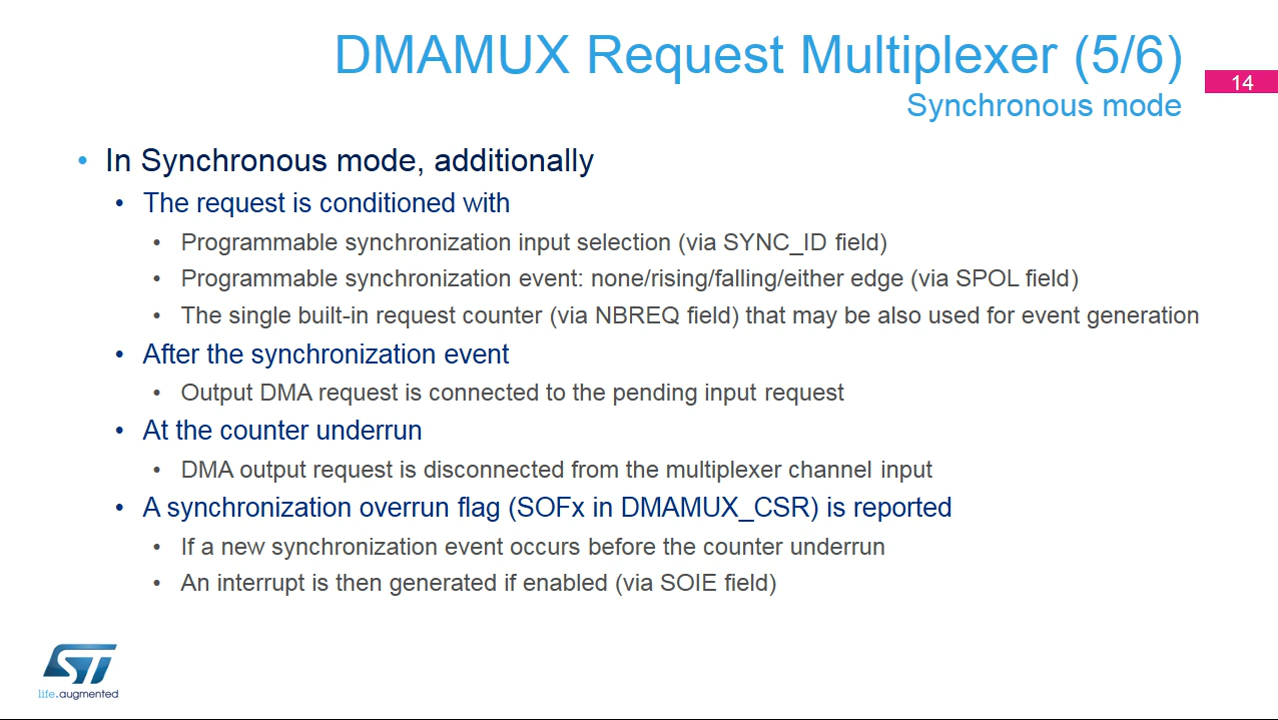 DMAMUX Request Multiplexer (5/6)
14
Synchronous mode
• In Synchronous mode, additionally
• The request is conditioned with
• Programmable synchronization input selection (via SYNC_ID field)
• Programmable synchronization event: none/rising/falling/either edge (via SPOL field)
• The single built-in request counter (via NBREQ field) that may be also used for event generation
• After the synchronization event
• Output DMA request is connected to the pending input request
• At the counter underrun
• DMA output request is disconnected from the multiplexer channel input
• A synchronization overrun flag (SOFx in DMAMUX_CSR) is reported
• If a new synchronization event occurs before the counter underrun
• An interrupt is then generated if enabled (via SOIE field)
ST
life.augmented